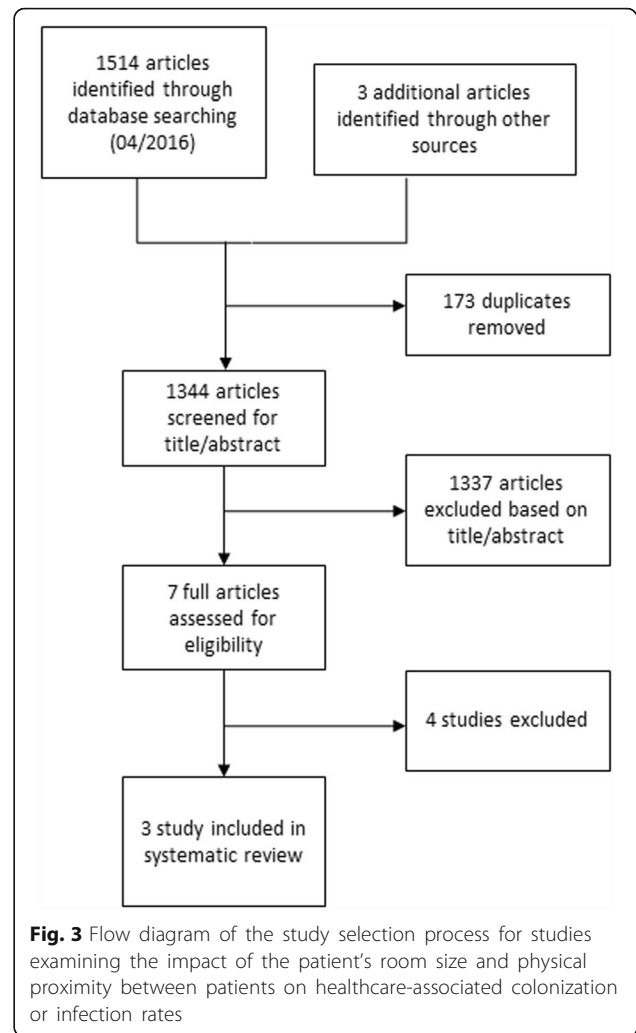 1514 articles
identified through
database searching
(04/2016)
3 additional articles
identified through other
sources
173 duplicates
removed
1344 articles
screened for
title/abstract
1337 articles
excluded based on
title/abstract
7 full articles
assessed for
eligibility
4 studies excluded
3 study included in
systematic review
Fig. 3 Flow diagram of the study selection process for studies
examining the impact of the patient's room size and physical
proximity between patients on healthcare-associated colonization
or infection rates